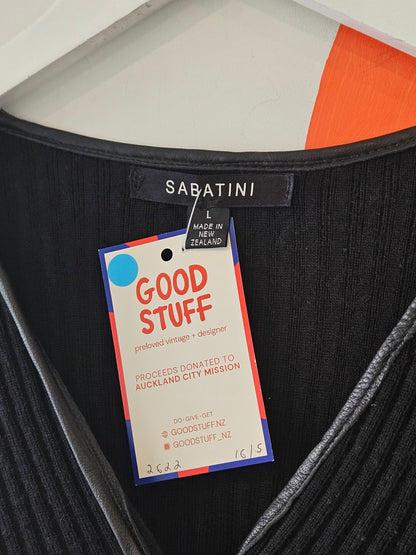 SABATINI
L
MADE IN
NEW
ZEALAND
GOOD
STUFF
preloved vintage + designer
PROCEEDS DONATED TO
AUCKLAND CITY MISSION
DO-GIVE-GET
GOODSTUFF.NZ
GOODSTUFF_NZ
2622 16/5